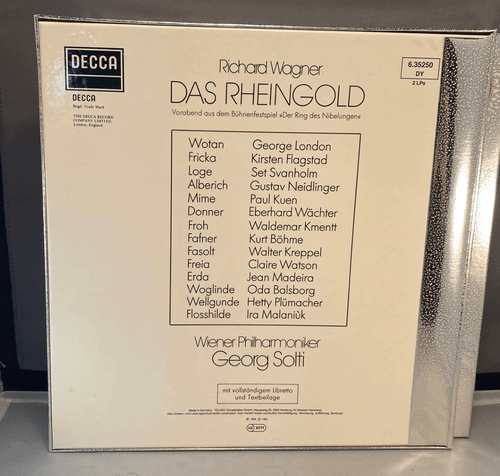 DECCA
DECCA
Regd. Trade Mark
THE DECCA RECORD
COMPANY LIMITED
London, England.
Richard Wagner
DAS RHEINGOLD
Vorabend aus dem Bühnenfestspiel »Der Ring des Nibelungen«
6.35250
DY
2 LPs
Wotan George London
Fricka Kirsten Flagstad
Loge Set Svanholm
Alberich Gustav Neidlinger
Mime Paul Kuen
Donner Eberhard Wächter
Froh Waldemar Kmentt
Fafner Kurt Böhme
Fasolt Walter Kreppel
Freia Claire Watson
Erda Jean Madeira
Woglinde Oda Balsborg
Wellgunde Hetty Plümacher
Flosshilde Ira Malaniùk
Wiener Philharmoniker
Georg Solti
mit vollständigem Libretto
und Textbeilage